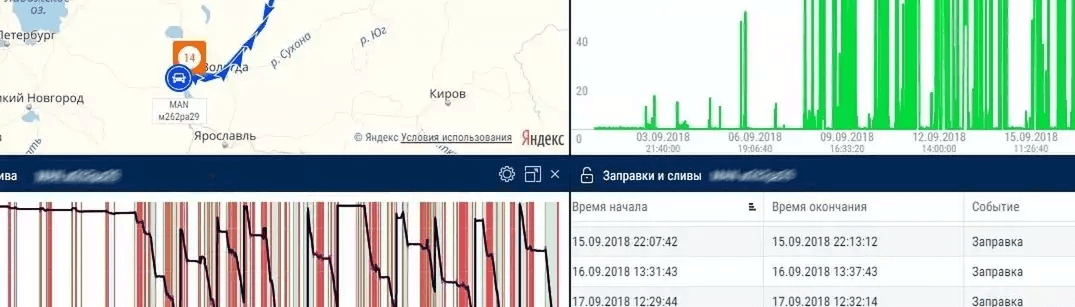 оз.
Петербург
р. Сухона
р. Юг
14
Вологда
ий Новгород
MAN
м262ра29
Киров
Ярославль
© Яндекс Условия использования
Яндекс
40
20
0
03.09.2018
21:40:00
06.09.2018
19:06:40
09.09.2018
16:33:20
12.09.2018
14:00:00
15.09.2018
11:26:40
ива
Заправки и сливы
Время начала Время окончания Событие
15.09.2018 22:07:42 15.09.2018 22:13:12 Заправка
16.09.2018 13:31:43 16.09.2018 13:37:43 Заправка
17.09.2018 12:29:44 17.09.2018 12:32:14 Заправка